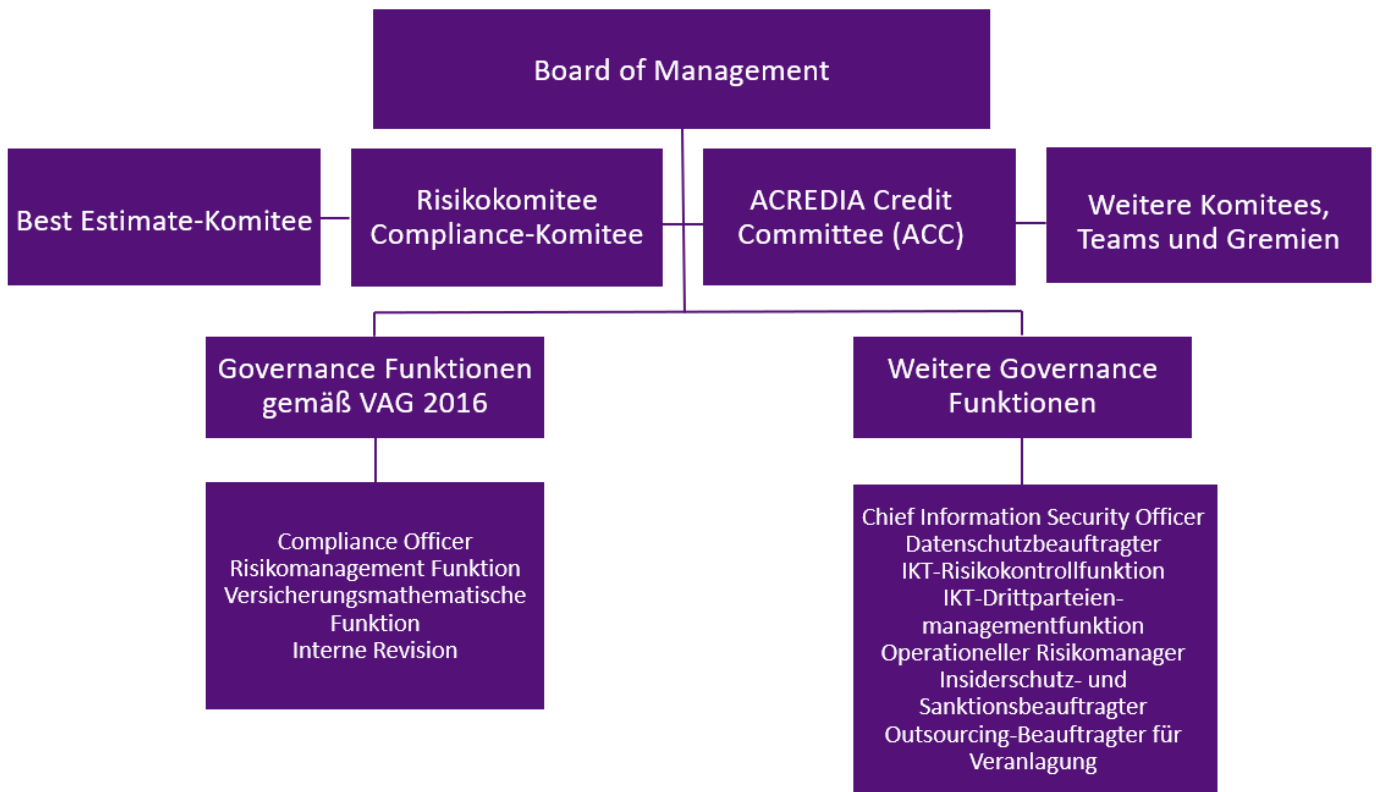 Board of Management
Best Estimate-Komitee
Risikokomitee
Compliance-Komitee
ACREDIA Credit
Committee (ACC)
Weitere Komitees,
Teams und Gremien
Governance Funktionen
gemäß VAG 2016
Weitere Governance
Funktionen
Compliance Officer
Risikomanagement Funktion
Versicherungsmathematische
Funktion
Interne Revision
Chief Information Security Officer
Datenschutzbeauftragter
IKT-Risikokontrollfunktion
IKT-Drittparteien-
managementfunktion
Operationeller Risikomanager
Insiderschutz- und
Sanktionsbeauftragter
Outsourcing-Beauftragter für
Veranlagung